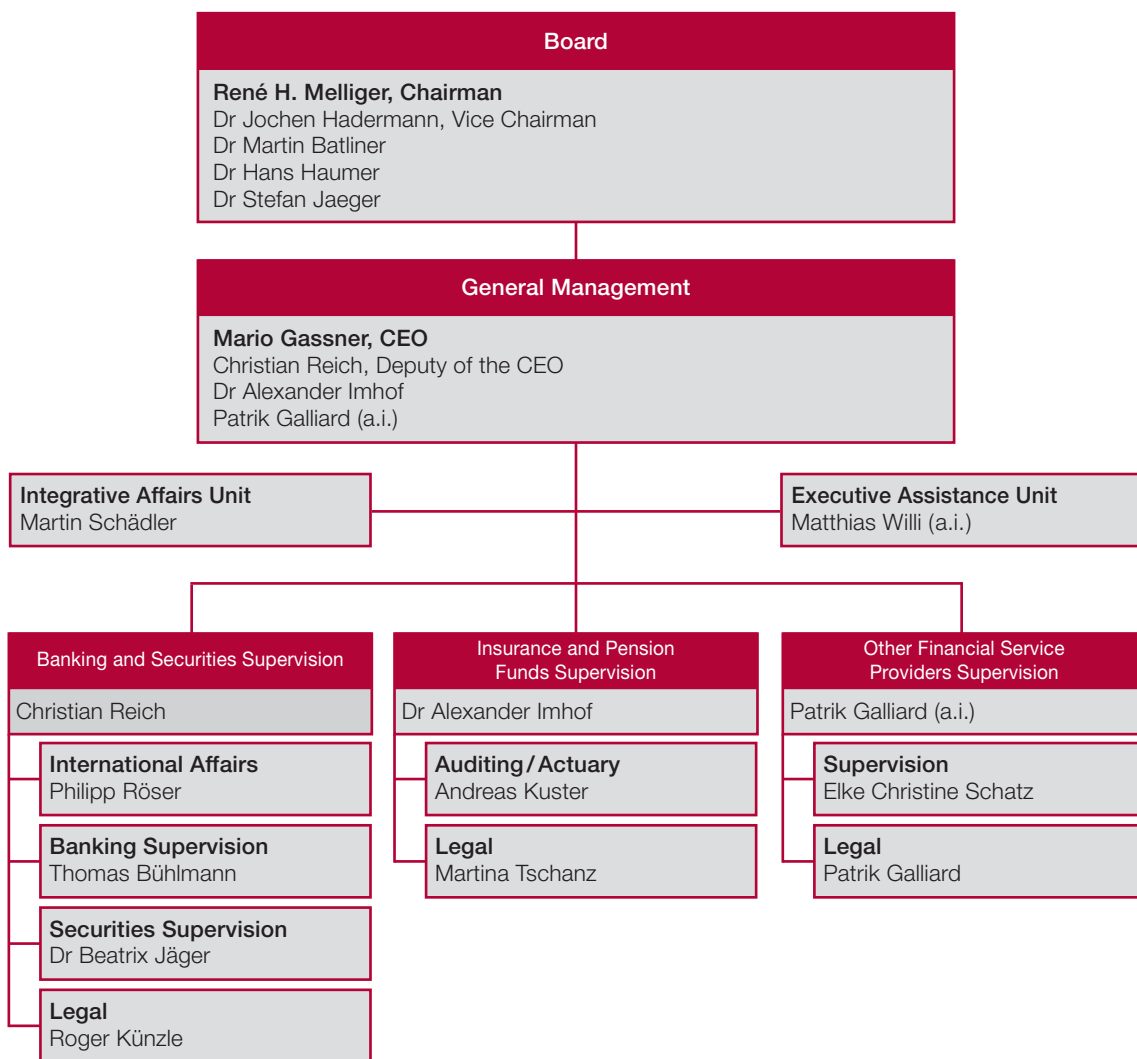 Board
René H. Melliger, Chairman
Dr Jochen Hadermann, Vice Chairman
Dr Martin Batliner
Dr Hans Haumer
Dr Stefan Jaeger
General Management
Mario Gassner, CEO
Christian Reich, Deputy of the CEO
Dr Alexander Imhof
Patrik Galliard (a.i.)
Integrative Affairs Unit
Martin Schädler
Executive Assistance Unit
Matthias Willi (a.i.)
Banking and Securities Supervision
Christian Reich
International Affairs
Philipp Röser
Banking Supervision
Thomas Bühlmann
Securities Supervision
Dr Beatrix Jäger
Legal
Roger Künzle
Insurance and Pension
Funds Supervision
Dr Alexander Imhof
Auditing/Actuary
Andreas Kuster
Legal
Martina Tschanz
Other Financial Service
Providers Supervision
Patrik Galliard (a.i.)
Supervision
Elke Christine Schatz
Legal
Patrik Galliard